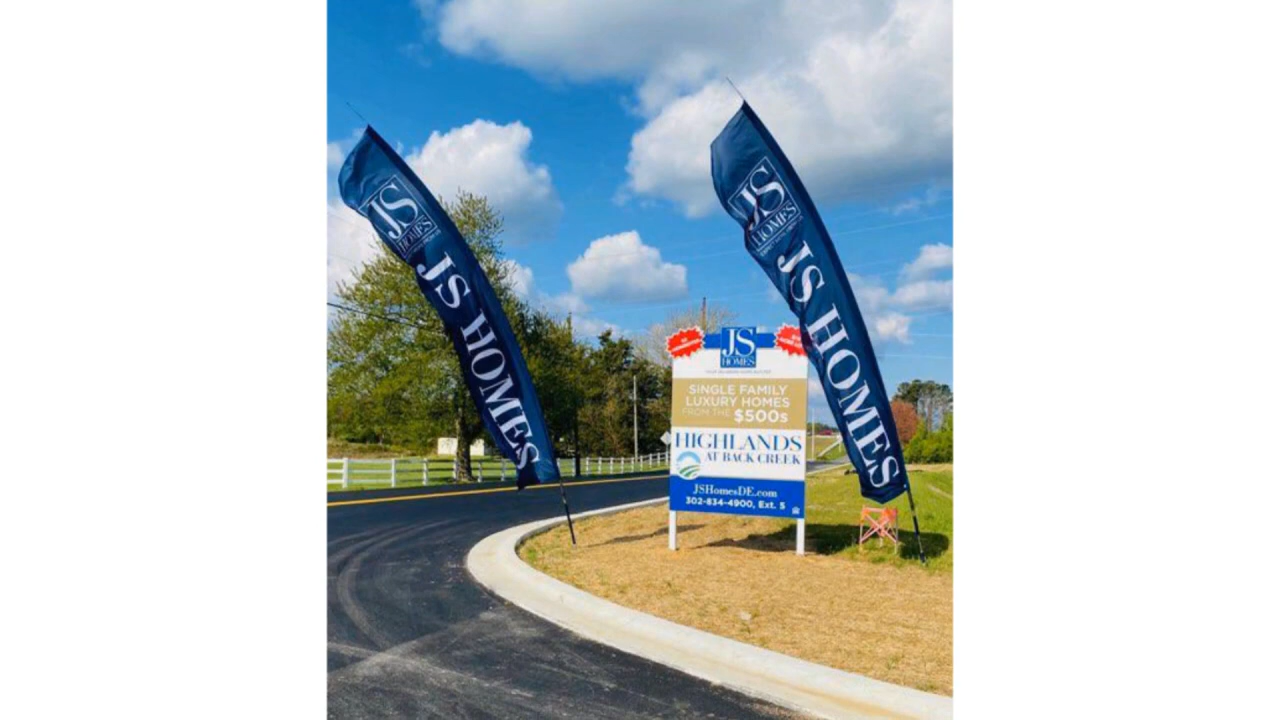 JS
HOMES
JS HOMES
JS
HOMES
JS HOMES
JS
HOMES
SINGLE FAMILY
LUXURY HOMES
FROM THE $500s
HIGHLANDS
AT BACK CREEK
JSHomesDE.com
302-834-4900, Ext. 5